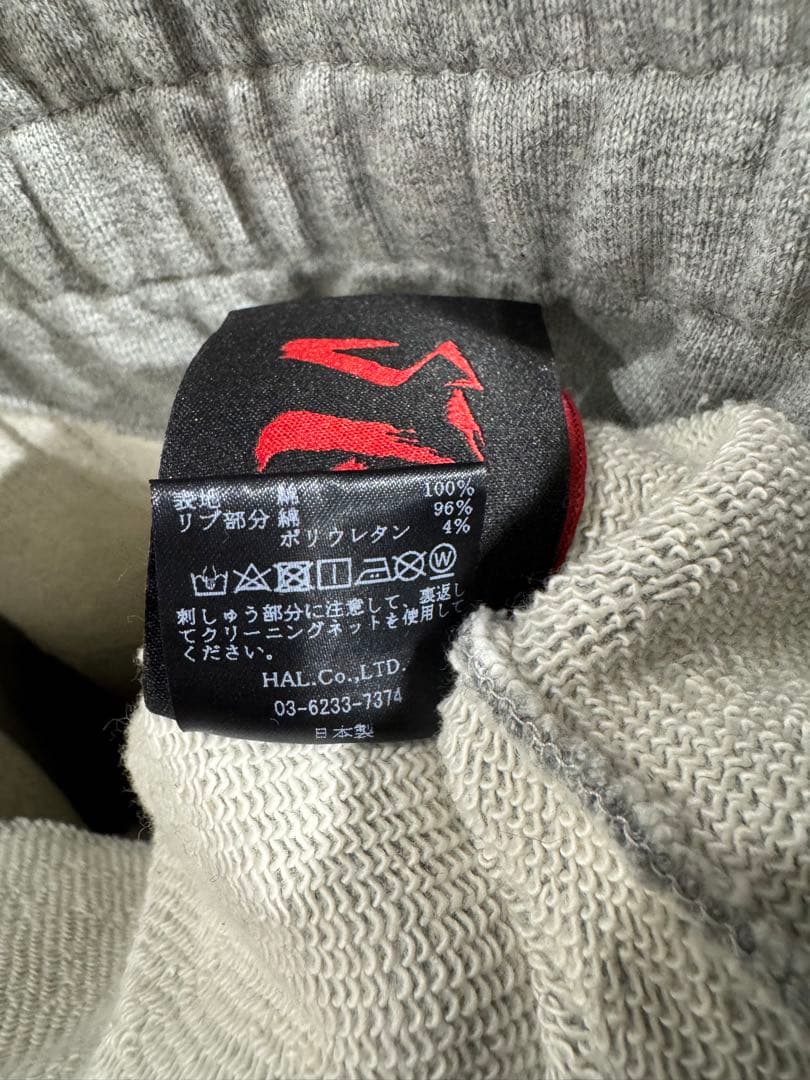 表地 綿 100%
リブ部分 綿 96%
ポリウレタン 4%
W
刺しゅう部分に注意して、裏返し
てクリーニングネットを使用して
ください。
HAL.Co.,LTD.
03-6233-7374
日本製